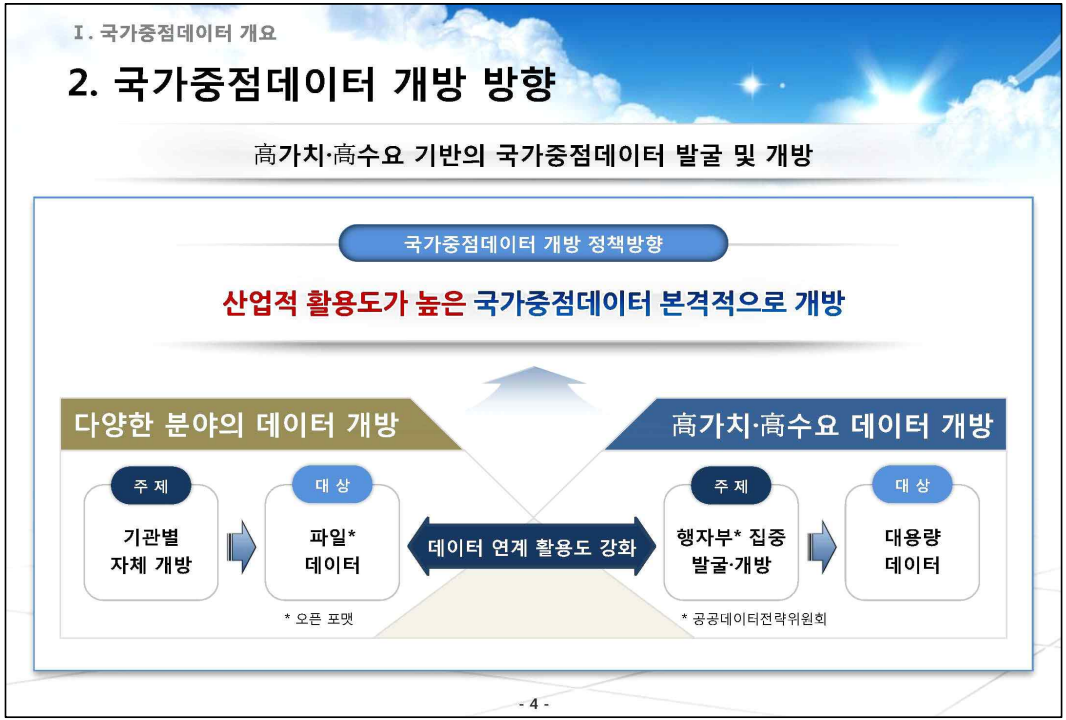 Ⅰ. 국가중점데이터 개요
2. 국가중점데이터 개방 방향
高가치·高수요 기반의 국가중점데이터 발굴 및 개방
국가중점데이터 개방 정책방향
산업적 활용도가 높은 국가중점데이터 본격적으로 개방
다양한 분야의 데이터 개방
주 제
기관별
자체 개방
대 상
파일*
데이터
* 오픈 포맷
데이터 연계 활용도 강화
高가치·高수요 데이터 개방
주 제
행자부* 집중
발굴·개방
대 상
대용량
데이터
* 공공데이터전략위원회
- 4 -